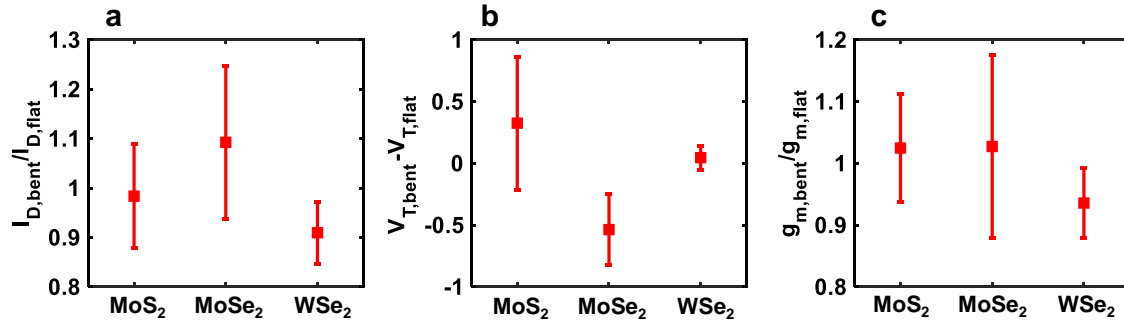 a
I_D,bent/I_D,flat
1.3
1.2
1.1
1
0.9
0.8
MoS₂ MoSe₂ WSe₂
b
V_T,bent-V_T,flat
1
0.5
0
-0.5
-1
MoS₂ MoSe₂ WSe₂
c
g_m,bent/g_m,flat
1.2
1.1
1
0.9
0.8
MoS₂ MoSe₂ WSe₂